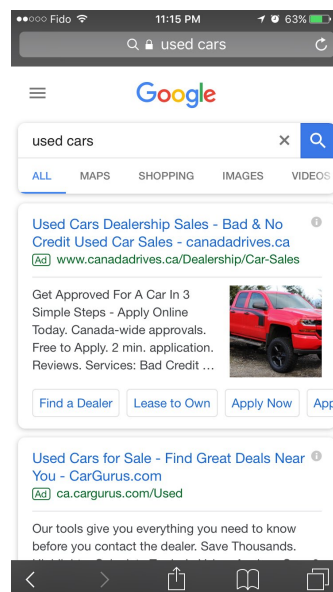 Fido 11:15 PM 63%
used cars
Google
used cars
ALL MAPS SHOPPING IMAGES VIDEOS
Used Cars Dealership Sales - Bad & No
Credit Used Car Sales - canadadrives.ca
Ad www.canadadrives.ca/Dealership/Car-Sales
Get Approved For A Car In 3
Simple Steps - Apply Online
Today. Canada-wide approvals.
Free to Apply. 2 min. application.
Reviews. Services: Bad Credit ...
Find a Dealer Lease to Own Apply Now App
Used Cars for Sale - Find Great Deals Near
You - CarGurus.com
Ad ca.cargurus.com/Used
Our tools give you everything you need to know
before you contact the dealer. Save Thousands.